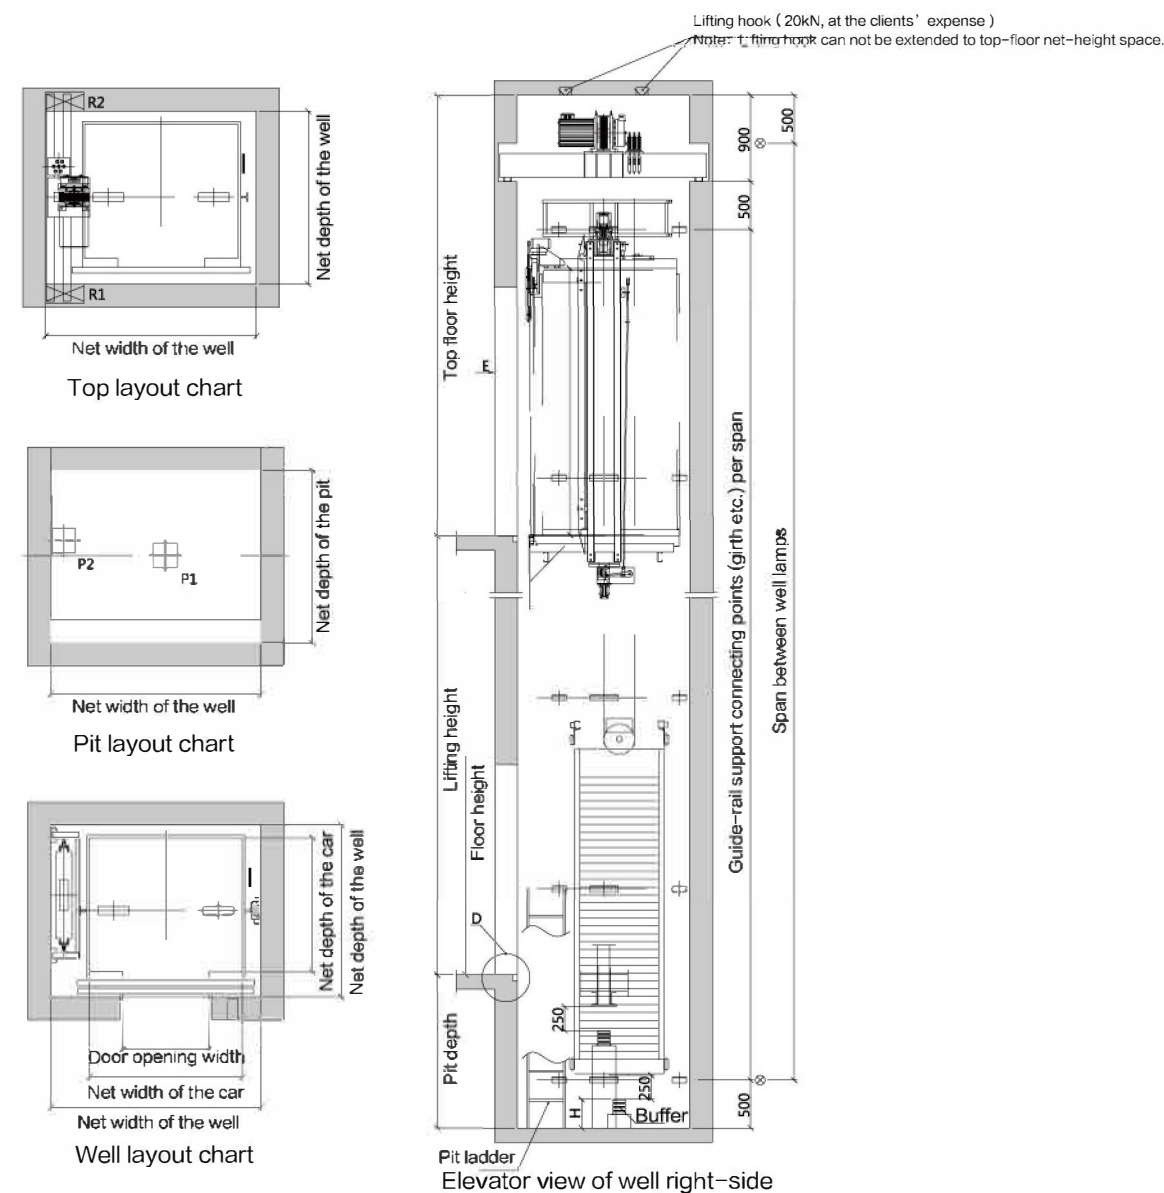 Lifting hook ( 20kN, at the clients' expense )
Note: Lifting hook can not be extended to top-floor net-height space.
R2
R1
Net depth of the well
Net width of the well
Top layout chart
P2
P1
Net depth of the pit
Net width of the well
Pit layout chart
Net depth of the car
Net depth of the well
Door opening width
Net width of the car
Net width of the well
Well layout chart
500
900
500
Top floor height
E
Guide-rail support connecting points (girth etc.) per span
Span between well lamps
Lifting height
Floor height
D
250
Pit depth
250
H
Buffer
500
Pit ladder
Elevator view of well right-side